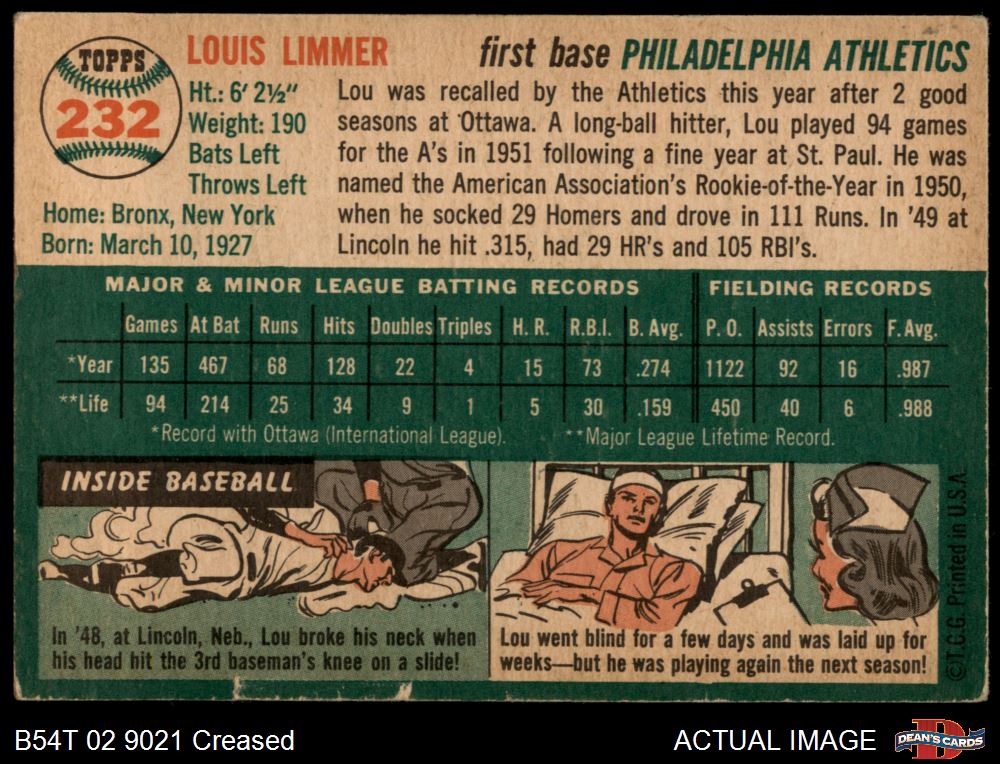 TOPPS
232
LOUIS LIMMER
Ht.: 6' 2½"
Weight: 190
Bats Left
Throws Left
Home: Bronx, New York
Born: March 10, 1927
first base PHILADELPHIA ATHLETICS
Lou was recalled by the Athletics this year after 2 good
seasons at Ottawa. A long-ball hitter, Lou played 94 games
for the A's in 1951 following a fine year at St. Paul. He was
named the American Association's Rookie-of-the-Year in 1950,
when he socked 29 Homers and drove in 111 Runs. In '49 at
Lincoln he hit .315, had 29 HR's and 105 RBI's.
MAJOR & MINOR LEAGUE BATTING RECORDS FIELDING RECORDS
Games At Bat Runs Hits Doubles Triples H. R. R.B.I. B. Avg. P. O. Assists Errors F. Avg.
*Year 135 467 68 128 22 4 15 73 .274 1122 92 16 .987
**Life 94 214 25 34 9 1 5 30 .159 450 40 6 .988
*Record with Ottawa (International League). **Major League Lifetime Record.
INSIDE BASEBALL
In '48, at Lincoln, Neb., Lou broke his neck when
his head hit the 3rd baseman's knee on a slide!
Lou went blind for a few days and was laid up for
weeks—but he was playing again the next season!
©T.C.G. Printed in U.S.A.
B54T 02 9021 Creased
ACTUAL IMAGE
DEAN'S CARDS